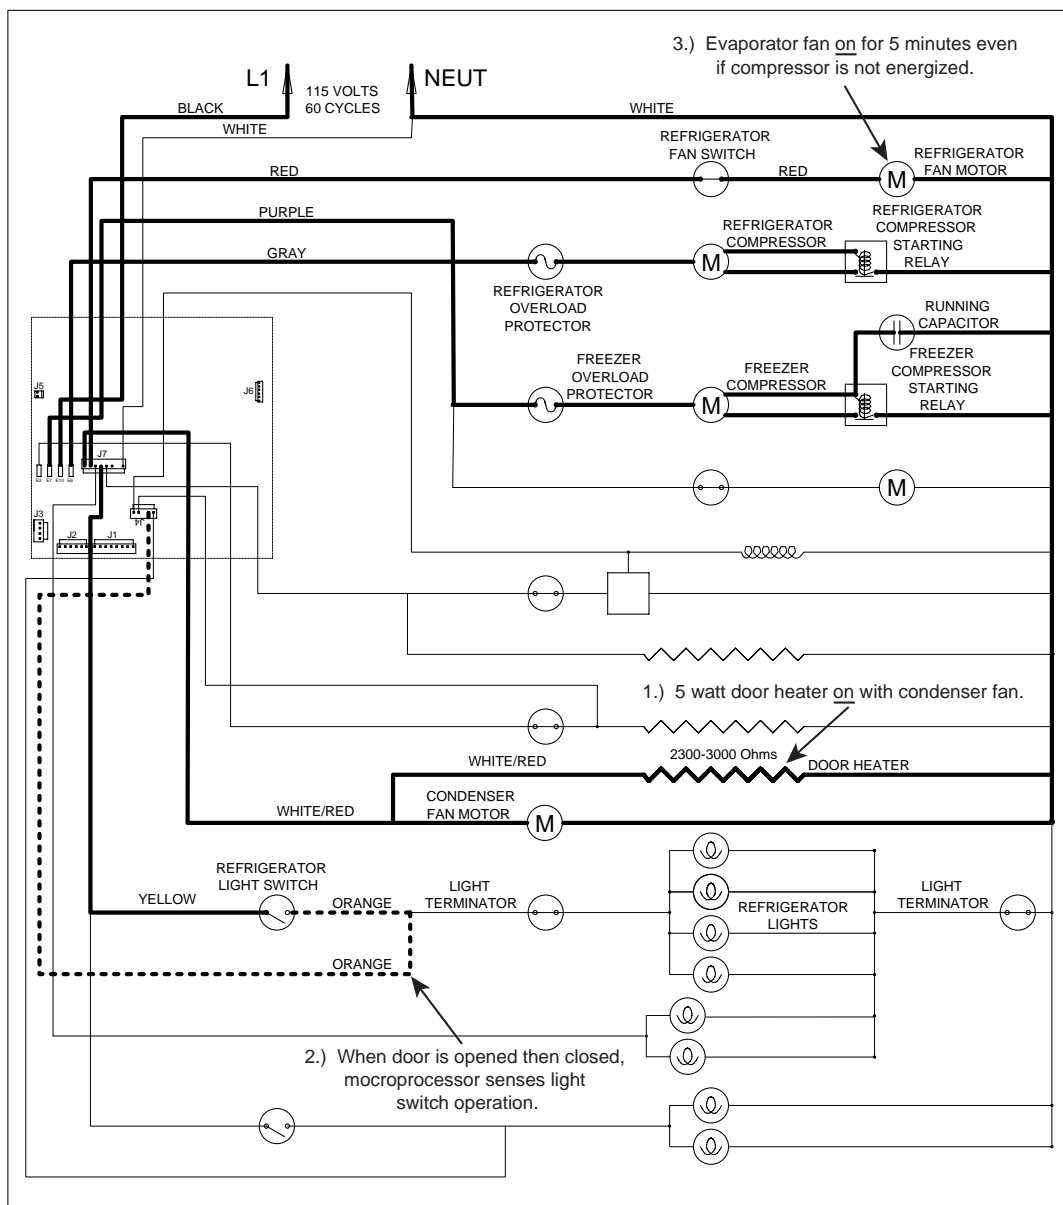 3.) Evaporator fan on for 5 minutes even
if compressor is not energized.
L1
NEUT
115 VOLTS
60 CYCLES
BLACK
WHITE
WHITE
REFRIGERATOR
FAN SWITCH
RED
RED
REFRIGERATOR
FAN MOTOR
M
PURPLE
REFRIGERATOR
COMPRESSOR
REFRIGERATOR
COMPRESSOR
STARTING
RELAY
GRAY
M
REFRIGERATOR
OVERLOAD
PROTECTOR
RUNNING
CAPACITOR
FREEZER
OVERLOAD
PROTECTOR
FREEZER
COMPRESSOR
FREEZER
COMPRESSOR
STARTING
RELAY
M
J5
J6
J7
E3
E7
E10
E8
M
J4
J3
J2
J1
1.) 5 watt door heater on with condenser fan.
2300-3000 Ohms
WHITE/RED
DOOR HEATER
WHITE/RED
CONDENSER
FAN MOTOR
M
REFRIGERATOR
LIGHT SWITCH
YELLOW
ORANGE
LIGHT
TERMINATOR
REFRIGERATOR
LIGHTS
LIGHT
TERMINATOR
ORANGE
2.) When door is opened then closed,
mocroprocessor senses light
switch operation.